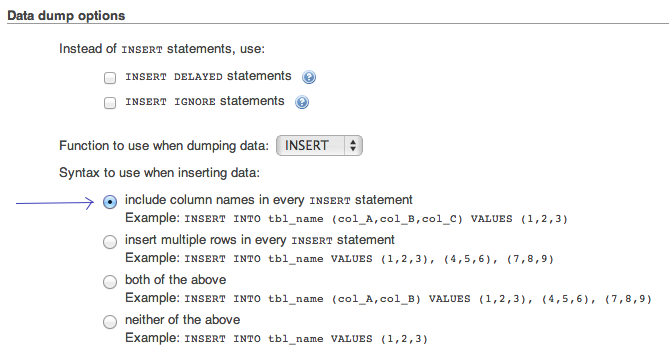 Data dump options
Instead of INSERT statements, use:
INSERT DELAYED statements
INSERT IGNORE statements
Function to use when dumping data: INSERT
Syntax to use when inserting data:
include column names in every INSERT statement
Example: INSERT INTO tbl_name (col_A,col_B,col_C) VALUES (1,2,3)
insert multiple rows in every INSERT statement
Example: INSERT INTO tbl_name VALUES (1,2,3), (4,5,6), (7,8,9)
both of the above
Example: INSERT INTO tbl_name (col_A,col_B) VALUES (1,2,3), (4,5,6), (7,8,9)
neither of the above
Example: INSERT INTO tbl_name VALUES (1,2,3)